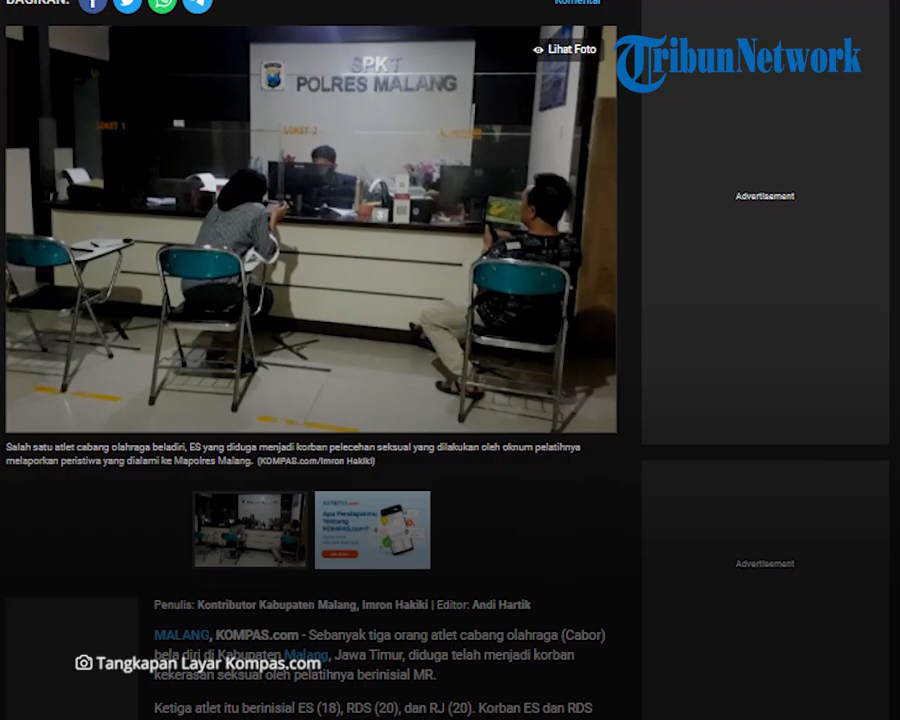 BAGIKAN:
Komentar
Lihat Foto
TribunNetwork
SPKT
POLRES MALANG
LOKET 1
LOKET 2
Advertisement
Salah satu atlet cabang olahraga beladiri, ES yang diduga menjadi korban pelecehan seksual yang dilakukan oleh oknum pelatihnya
melaporkan peristiwa yang dialami ke Mapolres Malang. (KOMPAS.com/Imron Hakiki)
Apa Pendapatmu
Tentang
KOMPAS.com?
Advertisement
Penulis: Kontributor Kabupaten Malang, Imron Hakiki | Editor: Andi Hartik
MALANG, KOMPAS.com - Sebanyak tiga orang atlet cabang olahraga (Cabor)
bela diri di Kabupaten Malang, Jawa Timur, diduga telah menjadi korban
Tangkapan Layar Kompas.com
kekerasan seksual oleh pelatihnya berinisial MR.
Ketiga atlet itu berinisial ES (18), RDS (20), dan RJ (20). Korban ES dan RDS